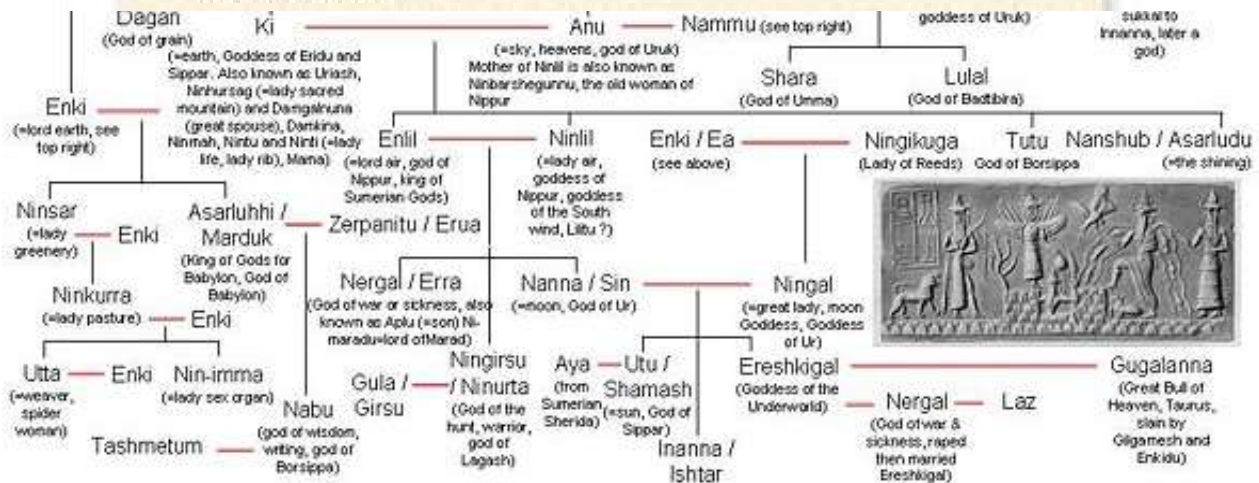 Dagan
(God of grain)
Ki
(=earth, Goddess of Eridu and
Sippar. Also known as Uriash,
Ninhursag (=lady sacred
mountain) and Damgalnuna
(great spouse), Damkina,
Ninmah, Nintu and Ninti (=lady
life, lady rib), Mama)
Anu
(=sky, heavens, god of Uruk)
Mother of Ninlil is also known as
Ninbarshegunnu, the old woman of
Nippur
Nammu (see top right)
goddess of Uruk)
sukkal to
Innanna, later a
god)
Shara
(God of Umma)
Lulal
(God of Badtibira)
Enki
(=lord earth, see
top right)
Enlil
(=lord air, god of
Nippur, king of
Sumerian Gods)
Ninlil
(=lady air,
goddess of
Nippur, goddess
of the South
wind, Lilitu ?)
Enki / Ea
(see above)
Ningikuga
(Lady of Reeds)
Tutu
God of Borsippa
Nanshub / Asarludu
(=the shining)
Ninsar
(=lady
greenery)
Enki
Asarluhhi /
Marduk
(King of Gods for
Babylon, God of
Babylon)
Zerpanitu / Erua
Nergal / Erra
(God of war or sickness, also
known as Aplu (=son) Ni-
maradu=lord of Marad)
Nanna / Sin
(=moon, God of Ur)
Ningal
(=great lady, moon
Goddess, Goddess
of Ur)
Ninkurra
(=lady pasture)
Enki
Utta
(=weaver,
spider
woman)
Enki
Nin-imma
(=lady sex organ)
Nabu
(god of wisdom,
writing, god of
Borsippa)
Tashmetum
Gula /
Girsu
Ningirsu
/ Ninurta
(God of the
hunt, warrior,
god of
Lagash)
Aya
(from
Sumerian
Sherida)
Utu /
Shamash
(=sun, God of
Sippar)
Inanna /
Ishtar
Ereshkigal
(Goddess of the
Underworld)
Nergal
(God of war &
sickness, raped
then married
Ereshkigal)
Laz
Gugalanna
(Great Bull of
Heaven, Taurus,
slain by
Gilgamesh and
Enkidu)